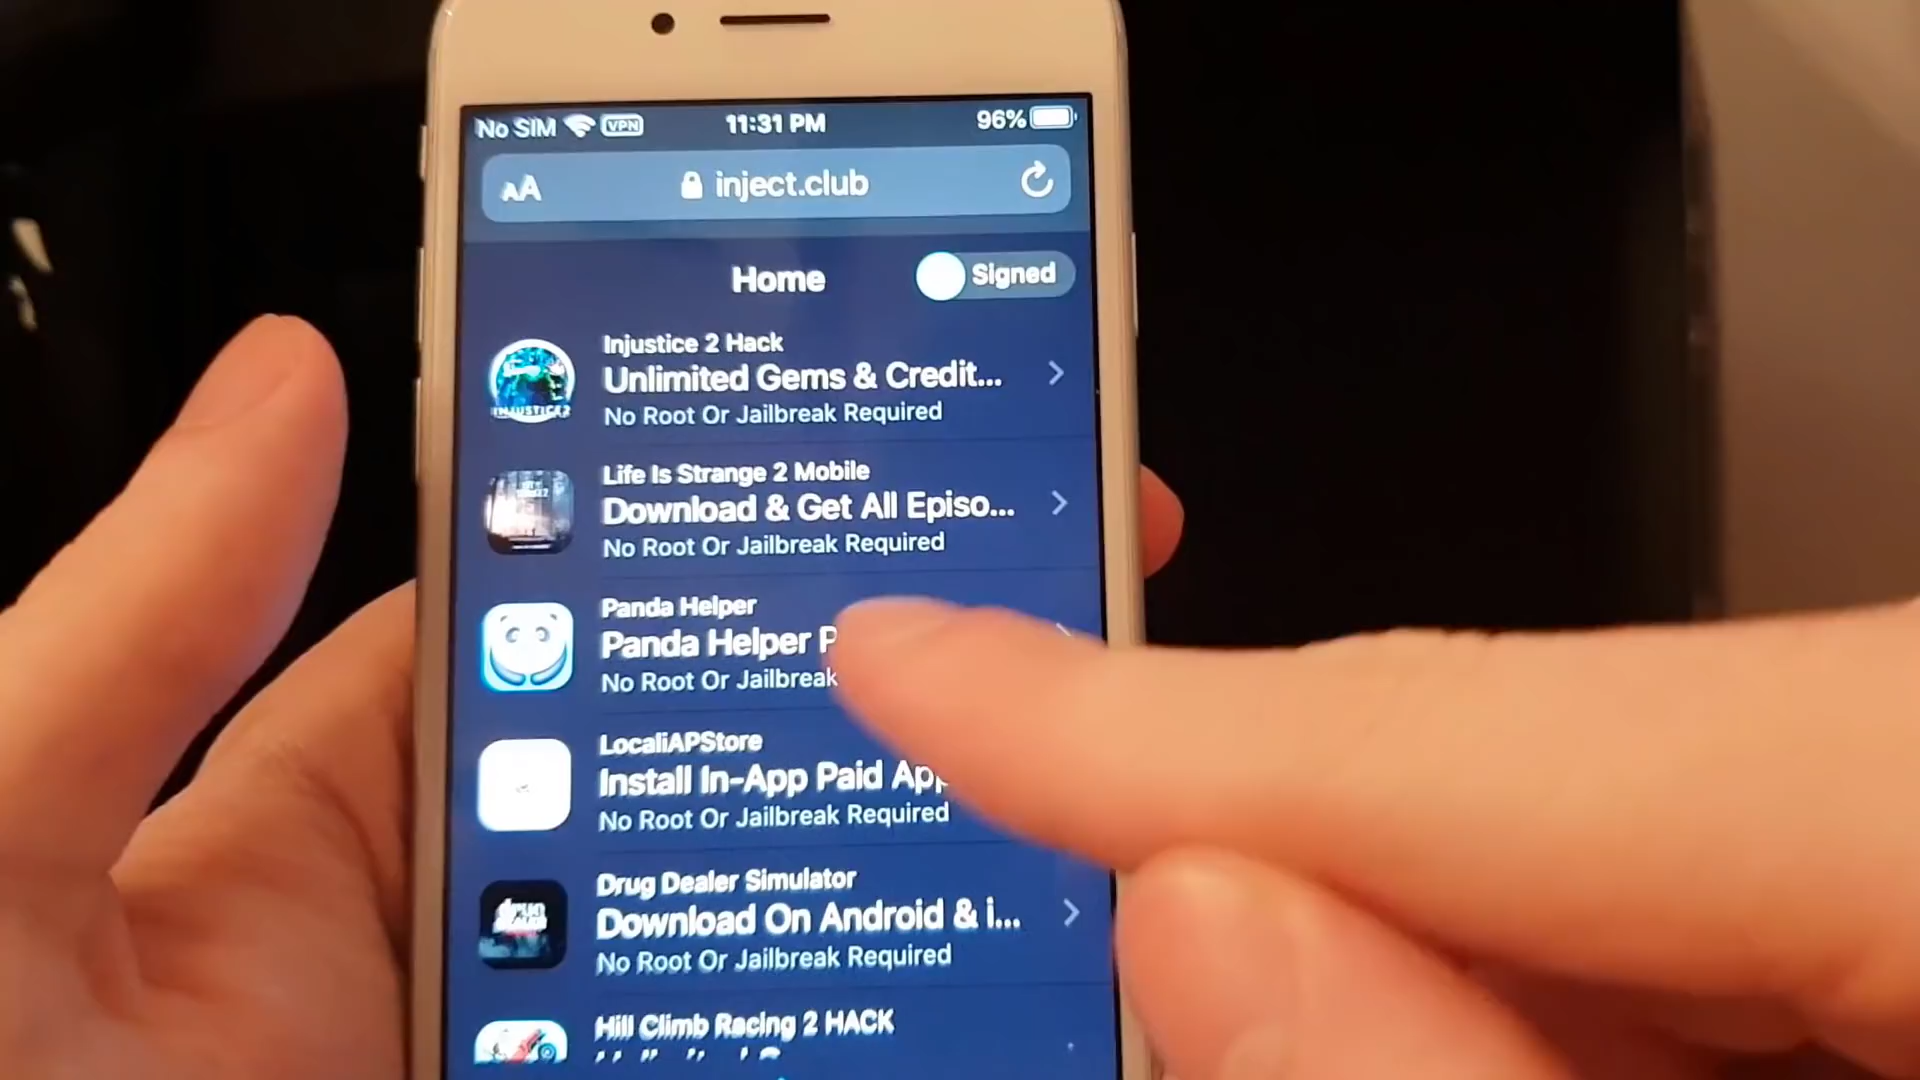 No SIM VPN 11:31 PM 96%
AA inject.club
Home Signed
Injustice 2 Hack
Unlimited Gems & Credit...
No Root Or Jailbreak Required
Life Is Strange 2 Mobile
Download & Get All Episo...
No Root Or Jailbreak Required
Panda Helper
Panda Helper P
No Root Or Jailbreak
LocaliAPStore
Install In-App Paid App
No Root Or Jailbreak Required
Drug Dealer Simulator
Download On Android & i...
No Root Or Jailbreak Required
Hill Climb Racing 2 HACK